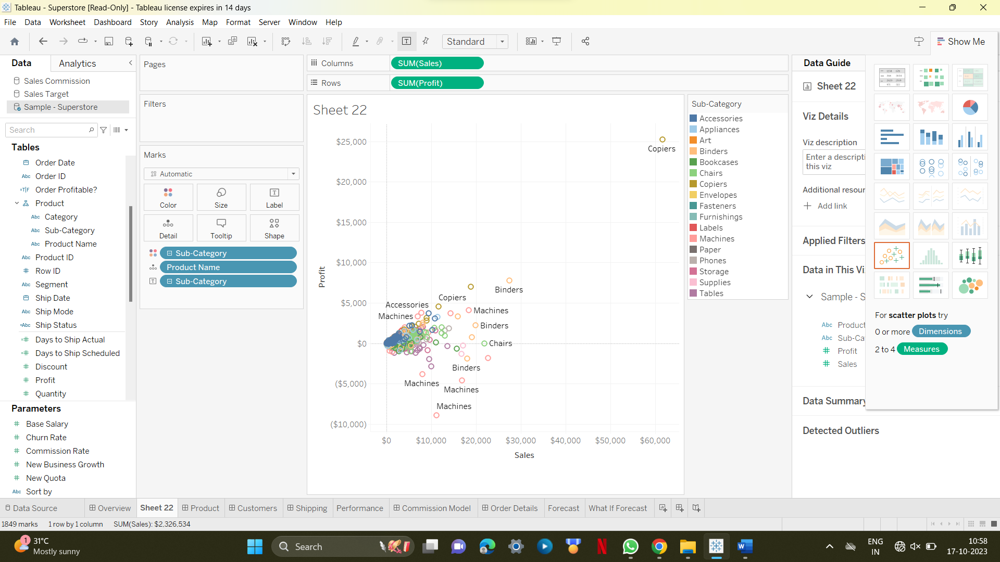 Tableau - Superstore [Read-Only] - Tableau license expires in 14 days
File Data Worksheet Dashboard Story Analysis Map Format Server Window Help
Standard
Show Me
Data Analytics
Sales Commission
Sales Target
Sample - Superstore
Search
Tables
Order Date
Abc Order ID
=T|F Order Profitable?
Product
Abc Category
Abc Sub-Category
Abc Product Name
Abc Product ID
# Row ID
Abc Segment
Ship Date
Abc Ship Mode
=Abc Ship Status
=# Days to Ship Actual
=# Days to Ship Scheduled
# Discount
# Profit
# Quantity
Parameters
# Base Salary
# Churn Rate
# Commission Rate
# New Business Growth
# New Quota
Abc Sort by
Pages
Filters
Marks
Automatic
Color Size Label
Detail Tooltip Shape
Sub-Category
Product Name
Sub-Category
Columns SUM(Sales)
Rows SUM(Profit)
Sheet 22
$25,000
$20,000
$15,000
$10,000
$5,000
$0
($5,000)
($10,000)
Profit
Copiers
Binders
Copiers
Accessories
Machines
Machines
Binders
Chairs
Binders
Machines
Machines
Machines
$0 $10,000 $20,000 $30,000 $40,000 $50,000 $60,000
Sales
Sub-Category
Accessories
Appliances
Art
Binders
Bookcases
Chairs
Copiers
Envelopes
Fasteners
Furnishings
Labels
Machines
Paper
Phones
Storage
Supplies
Tables
Data Guide
Sheet 22
Viz Details
Viz description
Enter a descripti
this viz
Additional resour
Add link
Applied Filters
Data in This Vi
Sample - S
Abc Product
Abc Sub-Ca
# Profit
# Sales
Data Summary
Detected Outliers
For scatter plots try
0 or more Dimensions
2 to 4 Measures
Data Source Overview Sheet 22 Product Customers Shipping Performance Commission Model Order Details Forecast What If Forecast
1849 marks 1 row by 1 column SUM(Sales): $2,326,534
1
31°C
Mostly sunny
Search
ENG
IN
10:58
17-10-2023